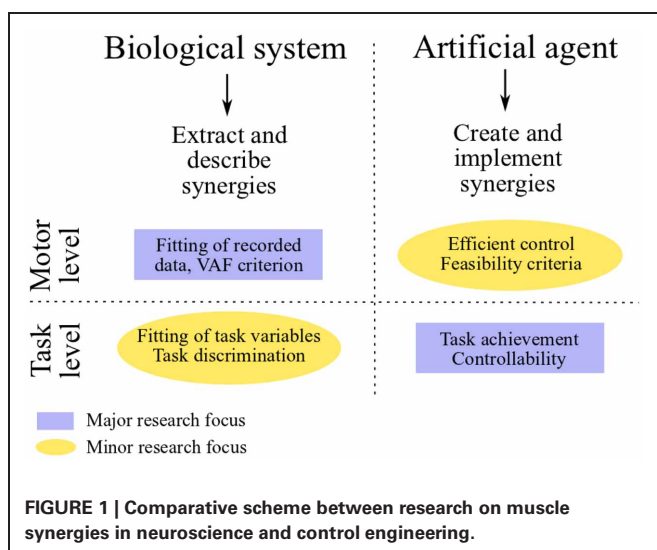 Biological system
Artificial agent
Extract and
describe
synergies
Create and
implement
synergies
Motor
level
Fitting of recorded
data, VAF criterion
Efficient control
Feasibility criteria
Task
level
Fitting of task variables
Task discrimination
Task achievement
Controllability
Major research focus
Minor research focus
FIGURE 1 | Comparative scheme between research on muscle
synergies in neuroscience and control engineering.